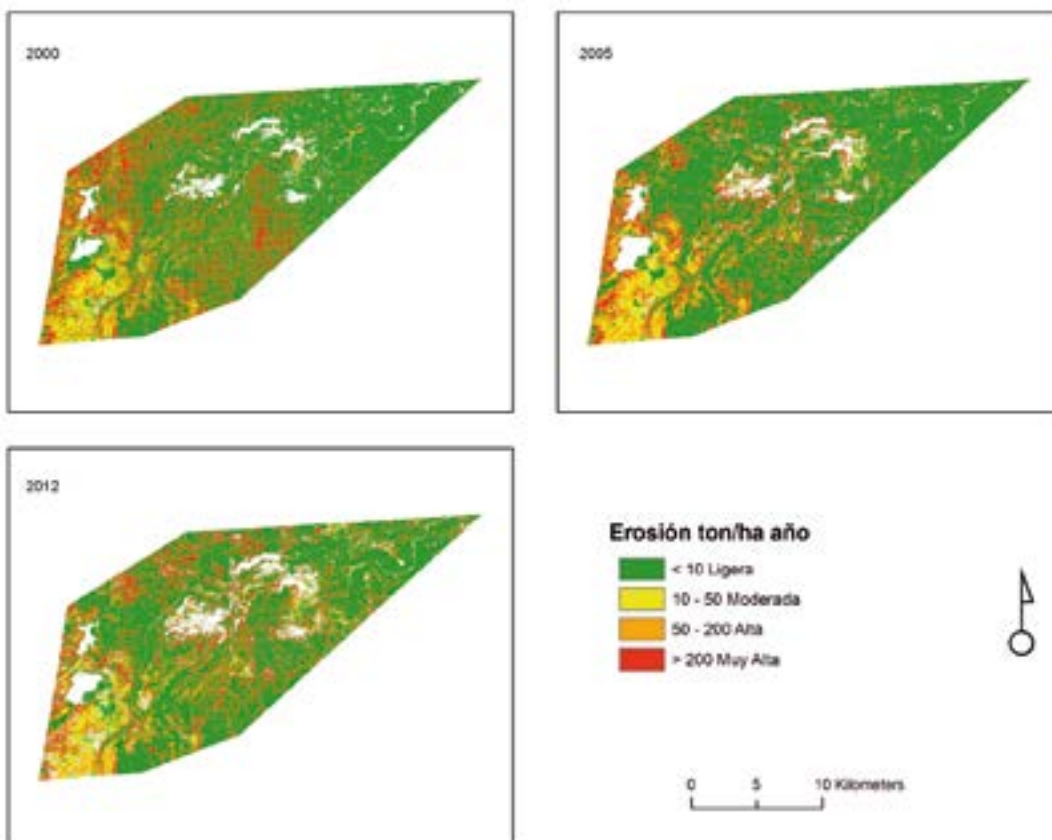 2000
2005
2012
Erosión ton/ha año
< 10 Ligera
10 - 50 Moderada
50 - 200 Alta
> 200 Muy Alta
0 5 10 Kilometers